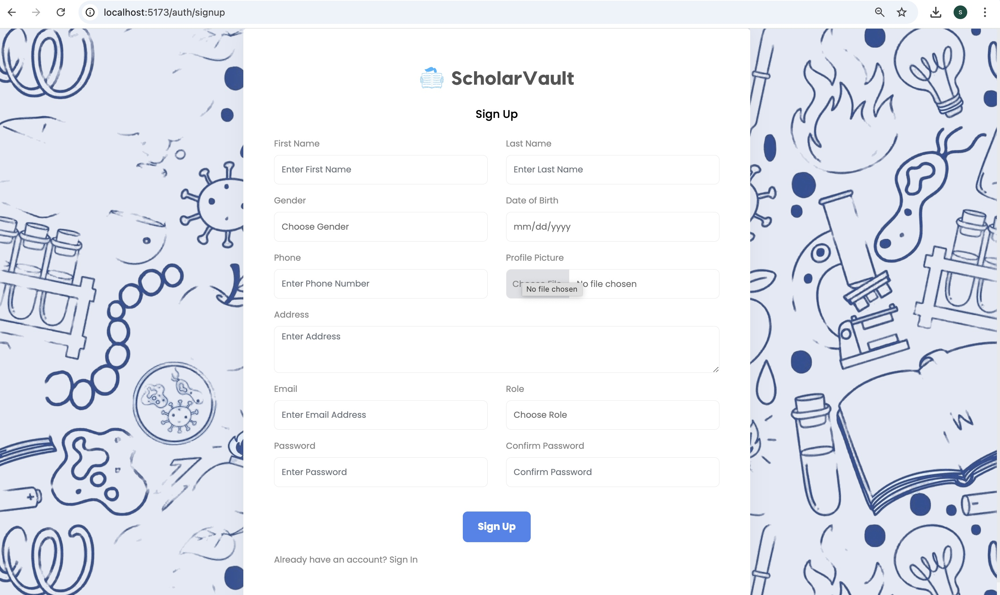 localhost:5173/auth/signup
S
ScholarVault
Sign Up
First Name
Last Name
Enter First Name
Enter Last Name
Gender
Date of Birth
Choose Gender
mm/dd/yyyy
Phone
Profile Picture
Enter Phone Number
Choose File
No file chosen
No file chosen
Address
Enter Address
Email
Role
Enter Email Address
Choose Role
Password
Confirm Password
Enter Password
Confirm Password
Sign Up
Already have an account? Sign In